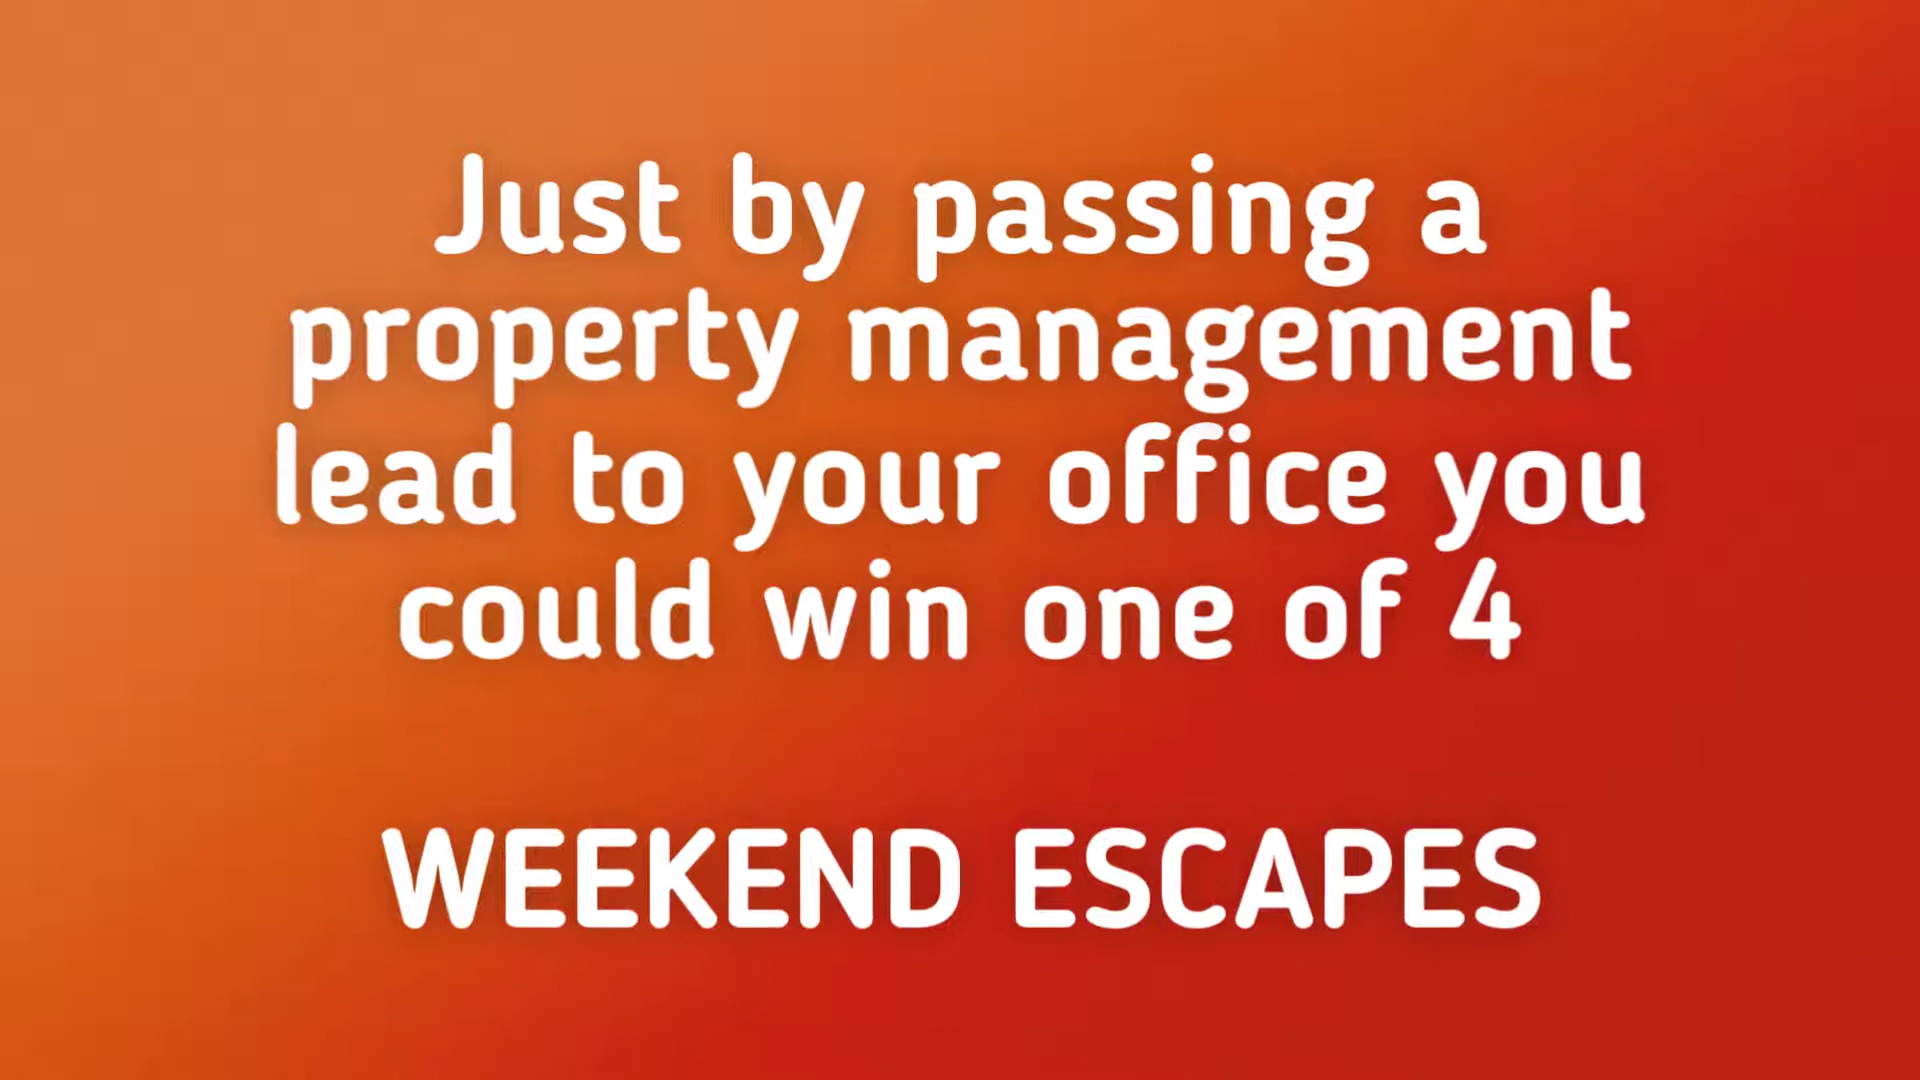 Just by passing a
property management
lead to your office you
could win one of 4
WEEKEND ESCAPES